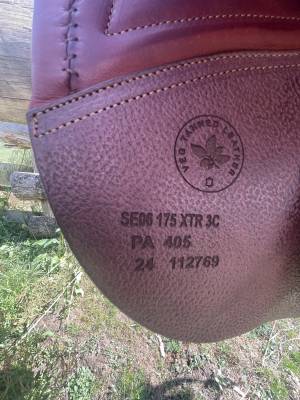 VEG TANNED LEATHER
SE06 175 XTR 3C
PA 405
24 112769